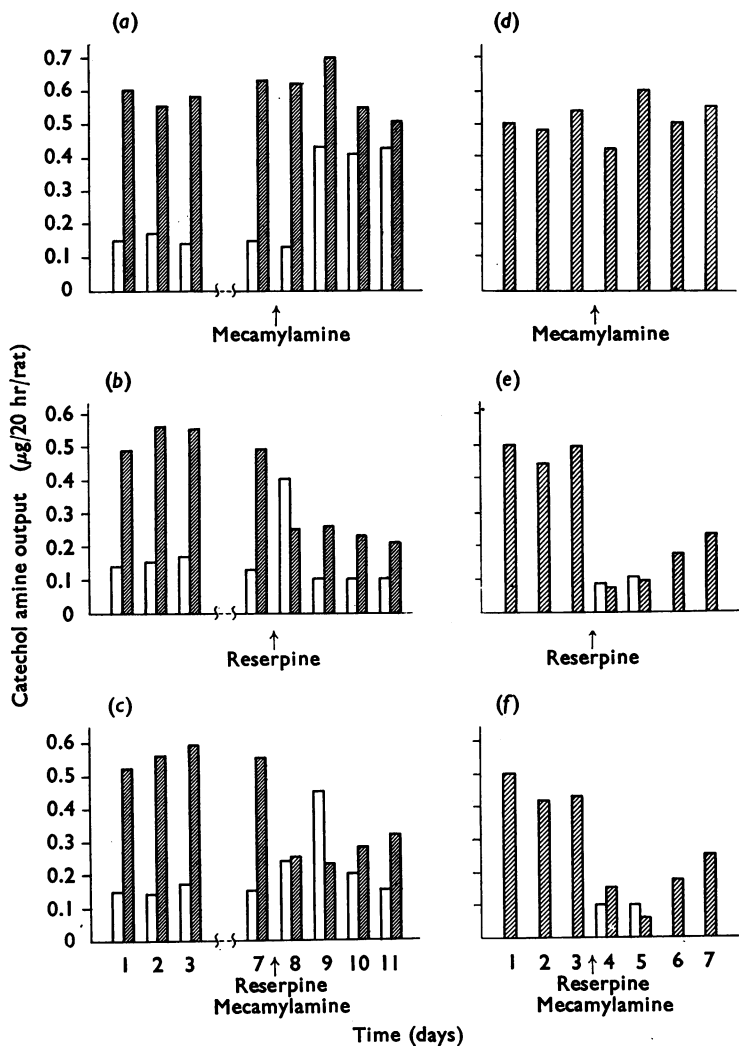 (a)
(d)
0.7
0.6
0.5
0.4
0.3
0.2
0.1
0
↑
Mecamylamine
↑
Mecamylamine
Catechol amine output (μg/20 hr/rat)
(b)
(e)
0.6
0.5
0.4
0.3
0.2
0.1
0
↑
Reserpine
↑
Reserpine
(c)
(f)
0.6
0.5
0.4
0.3
0.2
0.1
0
1 2 3 7 ↑ 8 9 10 11
1 2 3 ↑ 4 5 6 7
Reserpine
Mecamylamine
Reserpine
Mecamylamine
Time (days)